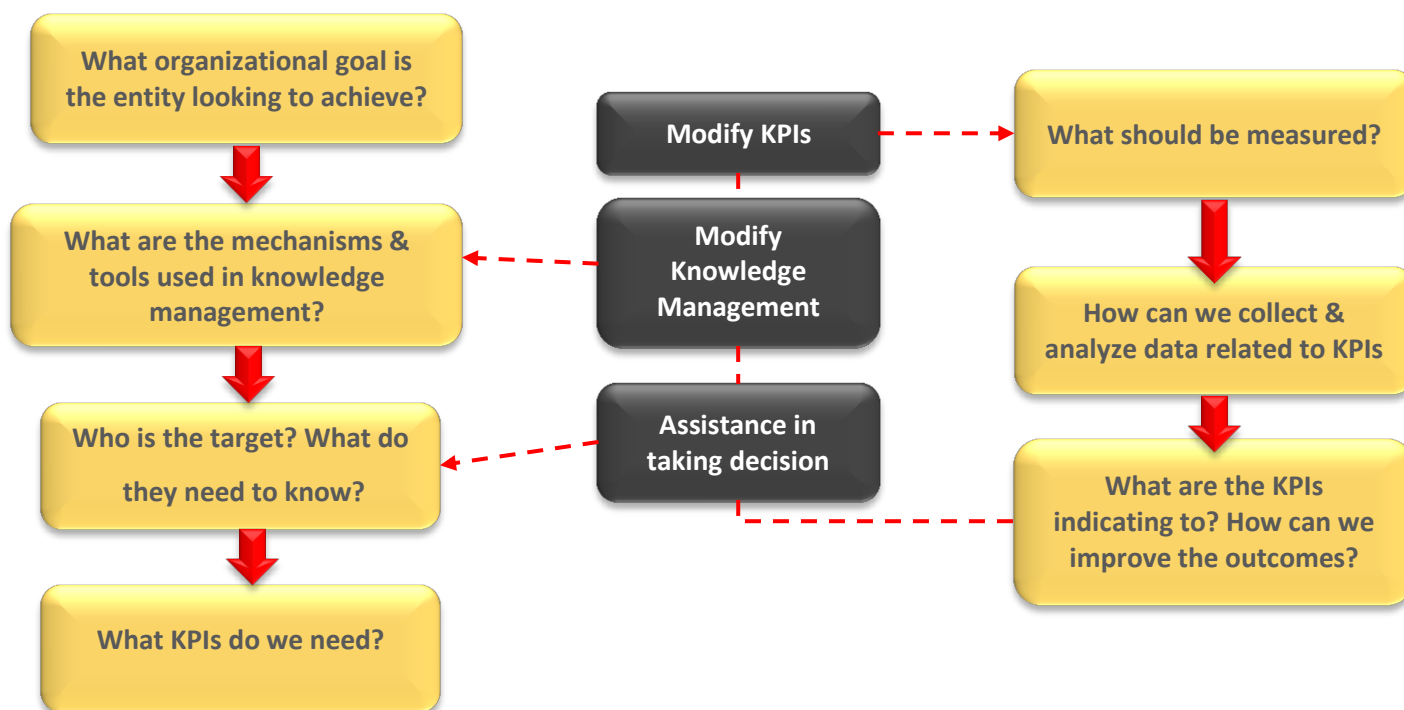 What organizational goal is
the entity looking to achieve?
What are the mechanisms &
tools used in knowledge
management?
Who is the target? What do
they need to know?
What KPIs do we need?
Modify KPIs
Modify
Knowledge
Management
Assistance in
taking decision
What should be measured?
How can we collect &
analyze data related to KPIs
What are the KPIs
indicating to? How can we
improve the outcomes?